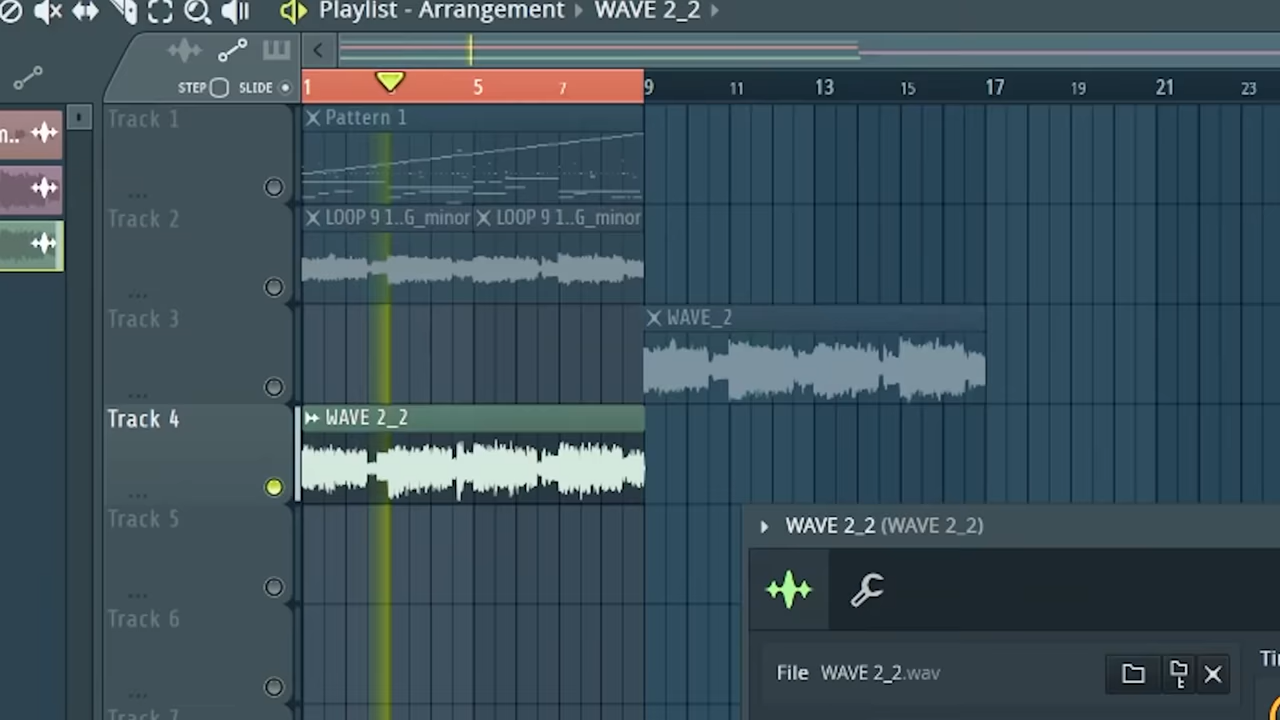 Playlist - Arrangement WAVE 2_2
STEP SLIDE
1 5 7 9 11 13 15 17 19 21 23
Track 1
Pattern 1
Track 2
LOOP 9 1..G_minor LOOP 9 1..G_minor
Track 3
WAVE_2
Track 4
WAVE 2_2
Track 5
WAVE 2_2 (WAVE 2_2)
Track 6
File WAVE 2_2.wav
Track 7